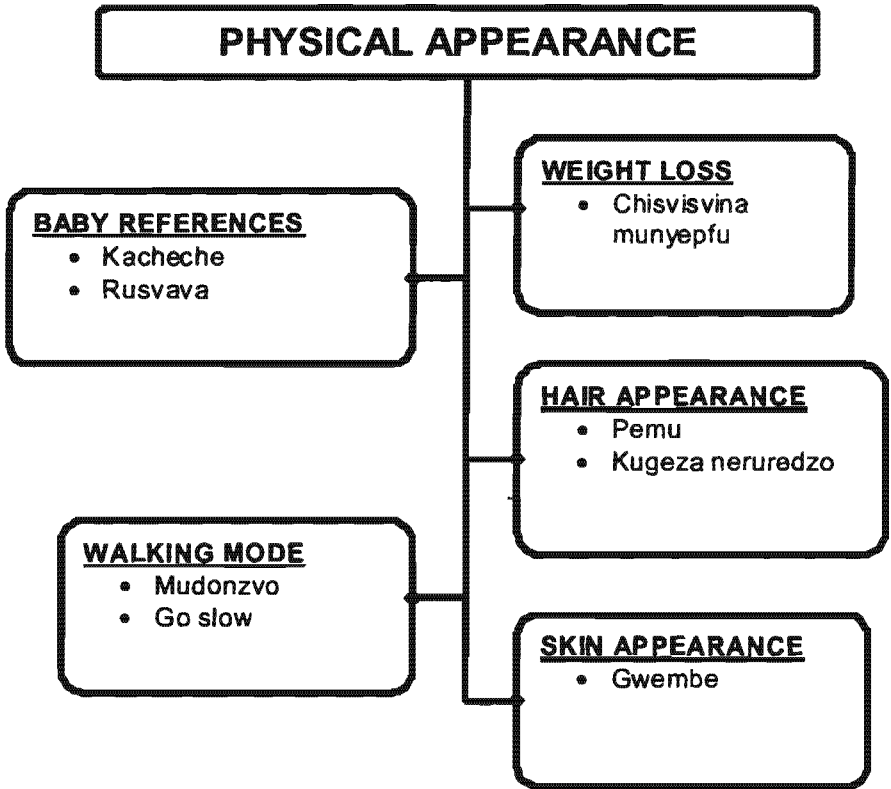 PHYSICAL APPEARANCE
BABY REFERENCES
• Kacheche
• Rusvava
WEIGHT LOSS
• Chisvisvina
munyepfu
HAIR APPEARANCE
• Pemu
• Kugeza neruredzo
WALKING MODE
• Mudonzvo
• Go slow
SKIN APPEARANCE
• Gwembe